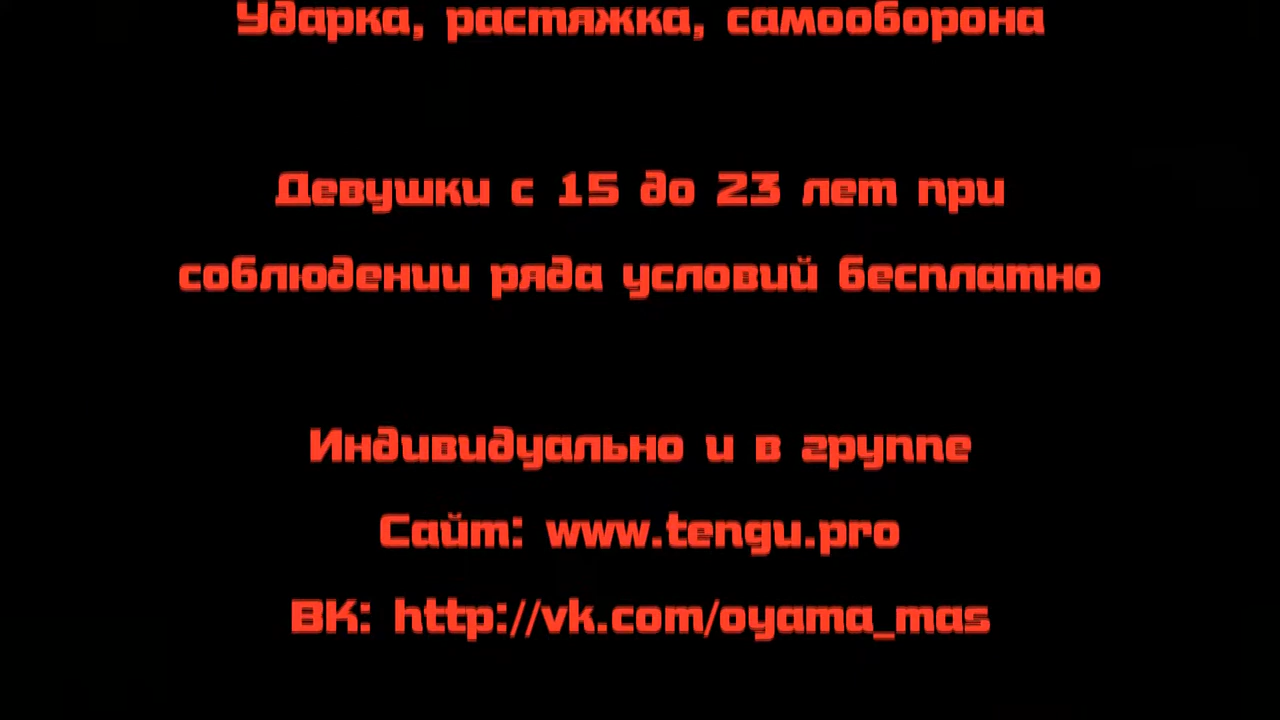 Ударка, растяжка, самооборона
Девушки с 15 до 23 лет при
соблюдении ряда условий бесплатно
Индивидуально и в группе
Сайт: www.tengu.pro
ВК: http://vk.com/oyama_mas